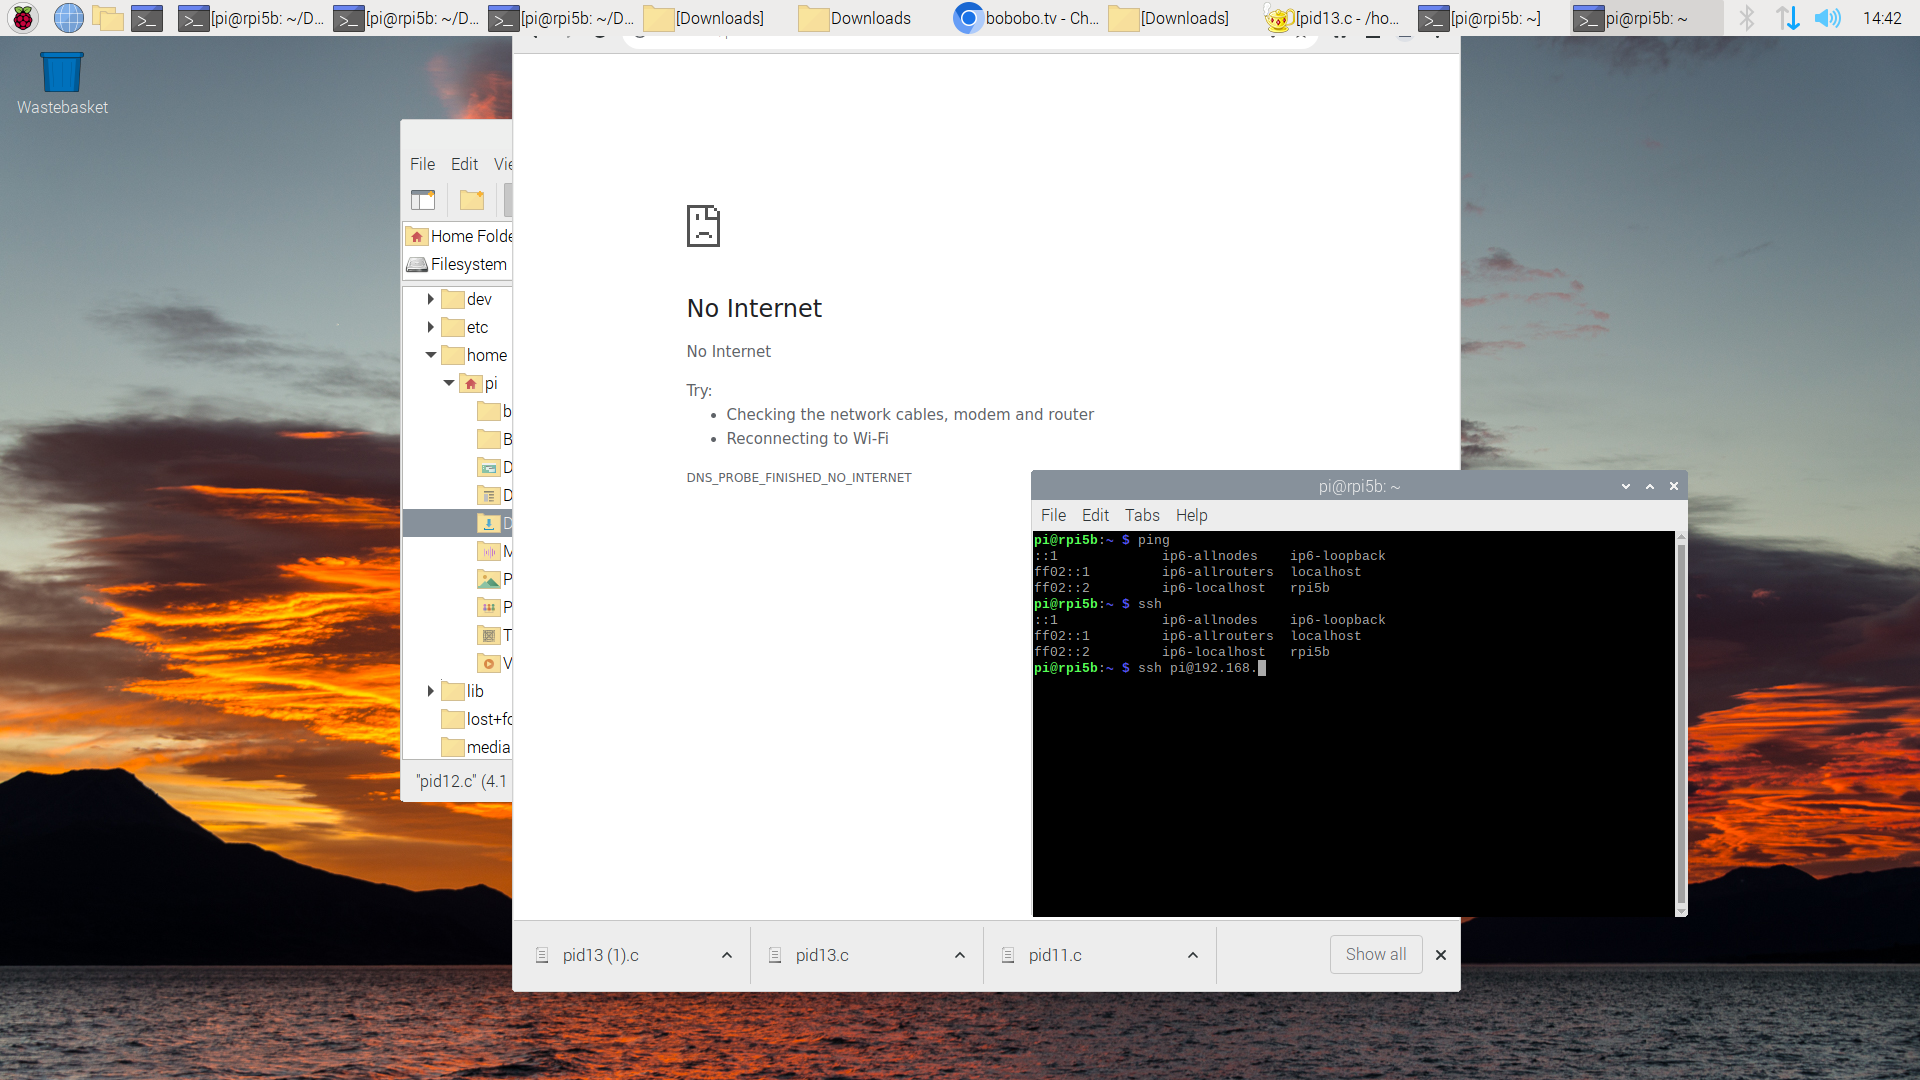 [pi@rpi5b: ~/D...
[pi@rpi5b: ~/D...
[pi@rpi5b: ~/D...
[Downloads]
Downloads
bobobo.tv - Ch...
[Downloads]
[pid13.c - /ho...
[pi@rpi5b: ~]
pi@rpi5b: ~
14:42
Wastebasket
File Edit Vie
Home Folde
Filesystem
dev
etc
home
pi
b
B
D
D
D
M
P
P
T
V
lib
lost+fo
media
"pid12.c" (4.1
No Internet
No Internet
Try:
• Checking the network cables, modem and router
• Reconnecting to Wi-Fi
DNS_PROBE_FINISHED_NO_INTERNET
pi@rpi5b: ~
File Edit Tabs Help
pi@rpi5b:~ $ ping
::1 ip6-allnodes ip6-loopback
ff02::1 ip6-allrouters localhost
ff02::2 ip6-localhost rpi5b
pi@rpi5b:~ $ ssh
::1 ip6-allnodes ip6-loopback
ff02::1 ip6-allrouters localhost
ff02::2 ip6-localhost rpi5b
pi@rpi5b:~ $ ssh pi@192.168.
pid13 (1).c
pid13.c
pid11.c
Show all